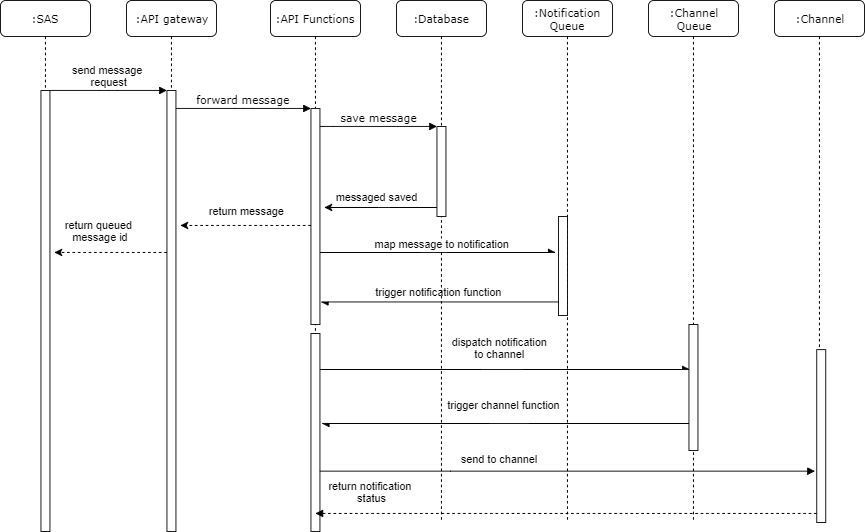 :SAS
:API gateway
:API Functions
:Database
:Notification
Queue
:Channel
Queue
:Channel
send message
request
forward message
save message
messaged saved
return message
return queued
message id
map message to notification
trigger notification function
dispatch notification
to channel
trigger channel function
send to channel
return notification
status